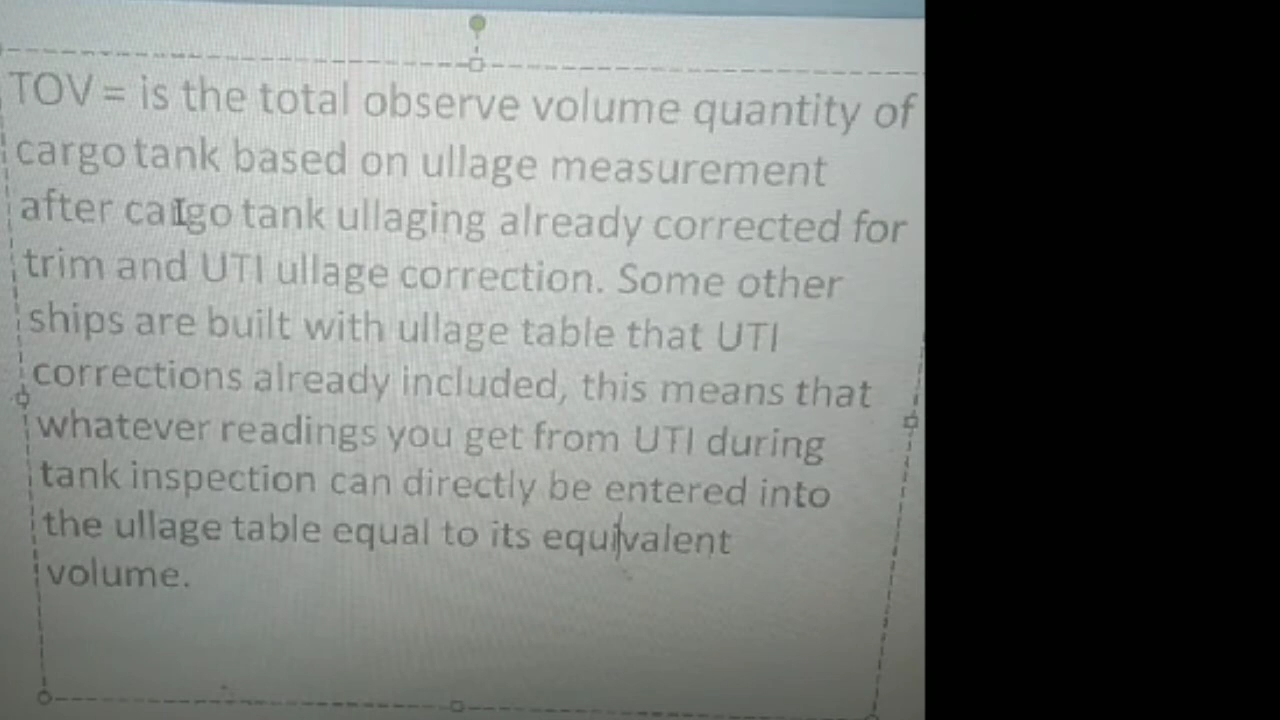 TOV = is the total observe volume quantity of
cargo tank based on ullage measurement
after cargo tank ullaging already corrected for
trim and UTI ullage correction. Some other
ships are built with ullage table that UTI
corrections already included, this means that
whatever readings you get from UTI during
tank inspection can directly be entered into
the ullage table equal to its equivalent
volume.